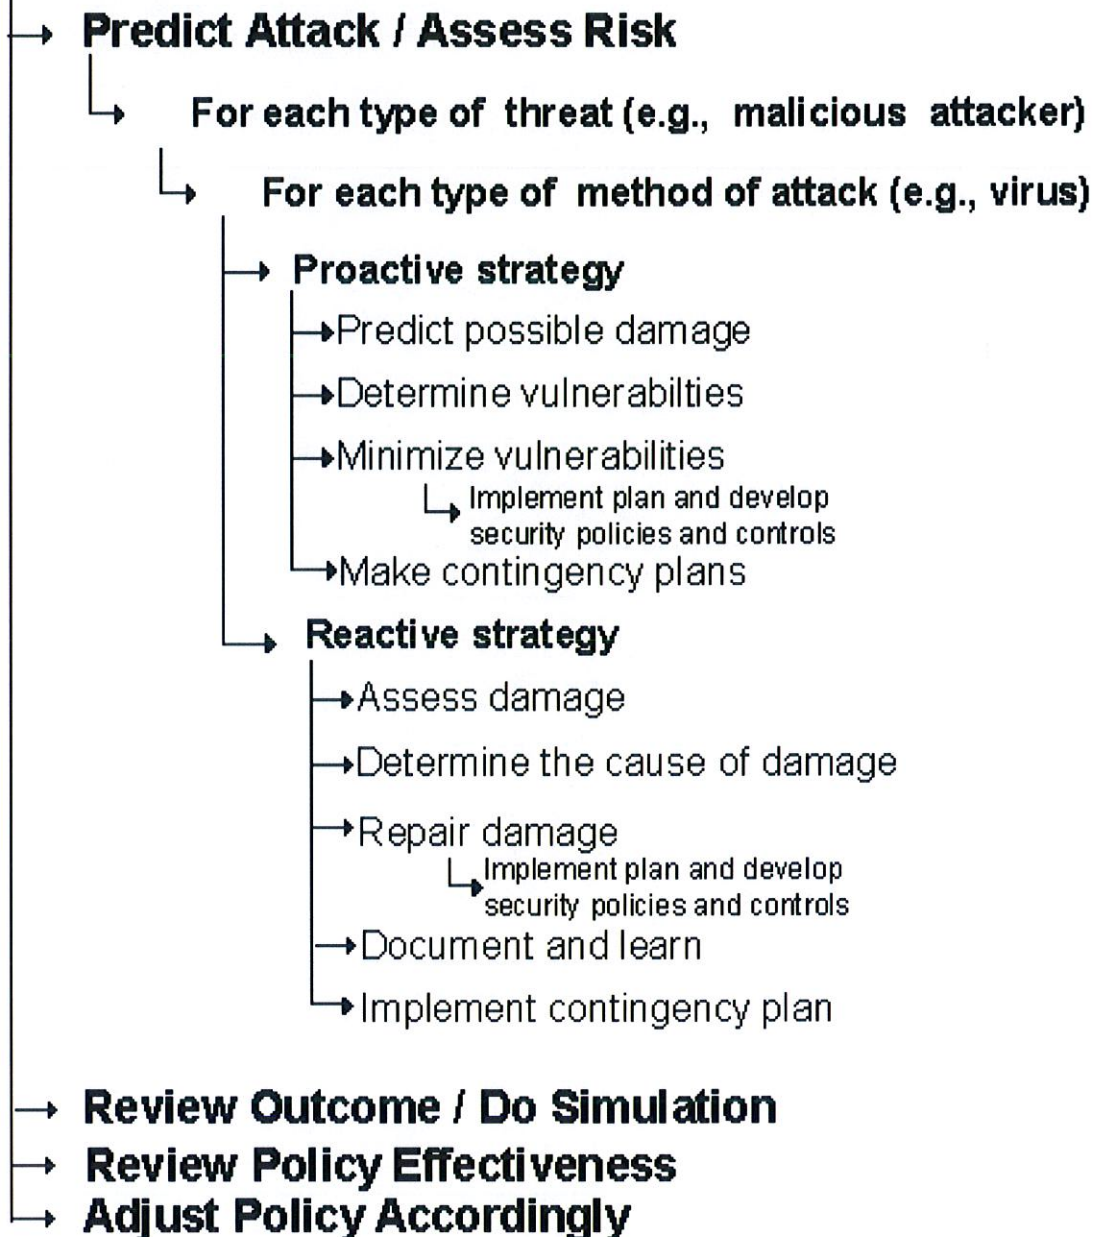 Predict Attack / Assess Risk
For each type of threat (e.g., malicious attacker)
For each type of method of attack (e.g., virus)
Proactive strategy
Predict possible damage
Determine vulnerabilties
Minimize vulnerabilities
Implement plan and develop
security policies and controls
Make contingency plans
Reactive strategy
Assess damage
Determine the cause of damage
Repair damage
Implement plan and develop
security policies and controls
Document and learn
Implement contingency plan
Review Outcome / Do Simulation
Review Policy Effectiveness
Adjust Policy Accordingly